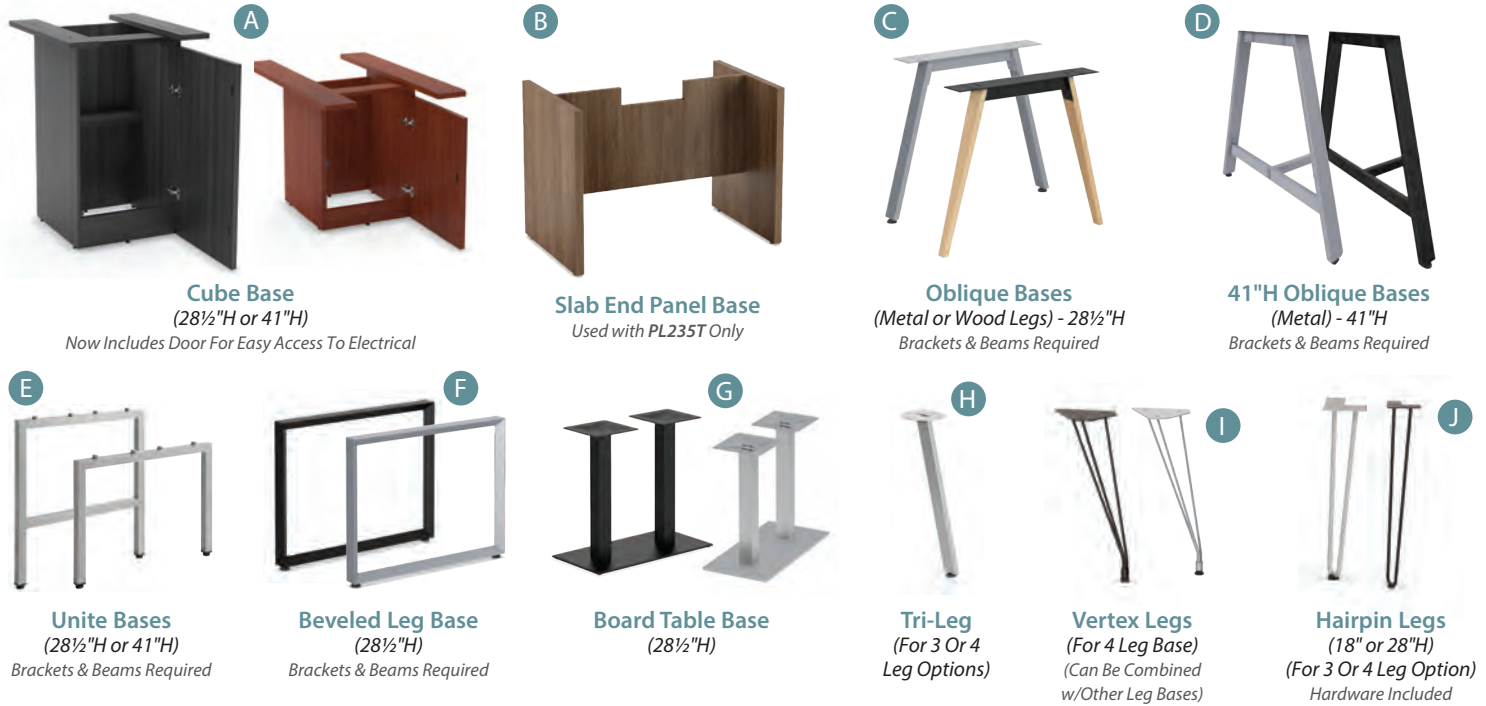 A
Cube Base
(28½"H or 41"H)
Now Includes Door For Easy Access To Electrical
B
Slab End Panel Base
Used with PL235T Only
C
Oblique Bases
(Metal or Wood Legs) - 28½"H
Brackets & Beams Required
D
41"H Oblique Bases
(Metal) - 41"H
Brackets & Beams Required
E
Unite Bases
(28½"H or 41"H)
Brackets & Beams Required
F
Beveled Leg Base
(28½"H)
Brackets & Beams Required
G
Board Table Base
(28½"H)
H
Tri-Leg
(For 3 Or 4
Leg Options)
I
Vertex Legs
(For 4 Leg Base)
(Can Be Combined
w/Other Leg Bases)
J
Hairpin Legs
(18" or 28"H)
(For 3 Or 4 Leg Option)
Hardware Included